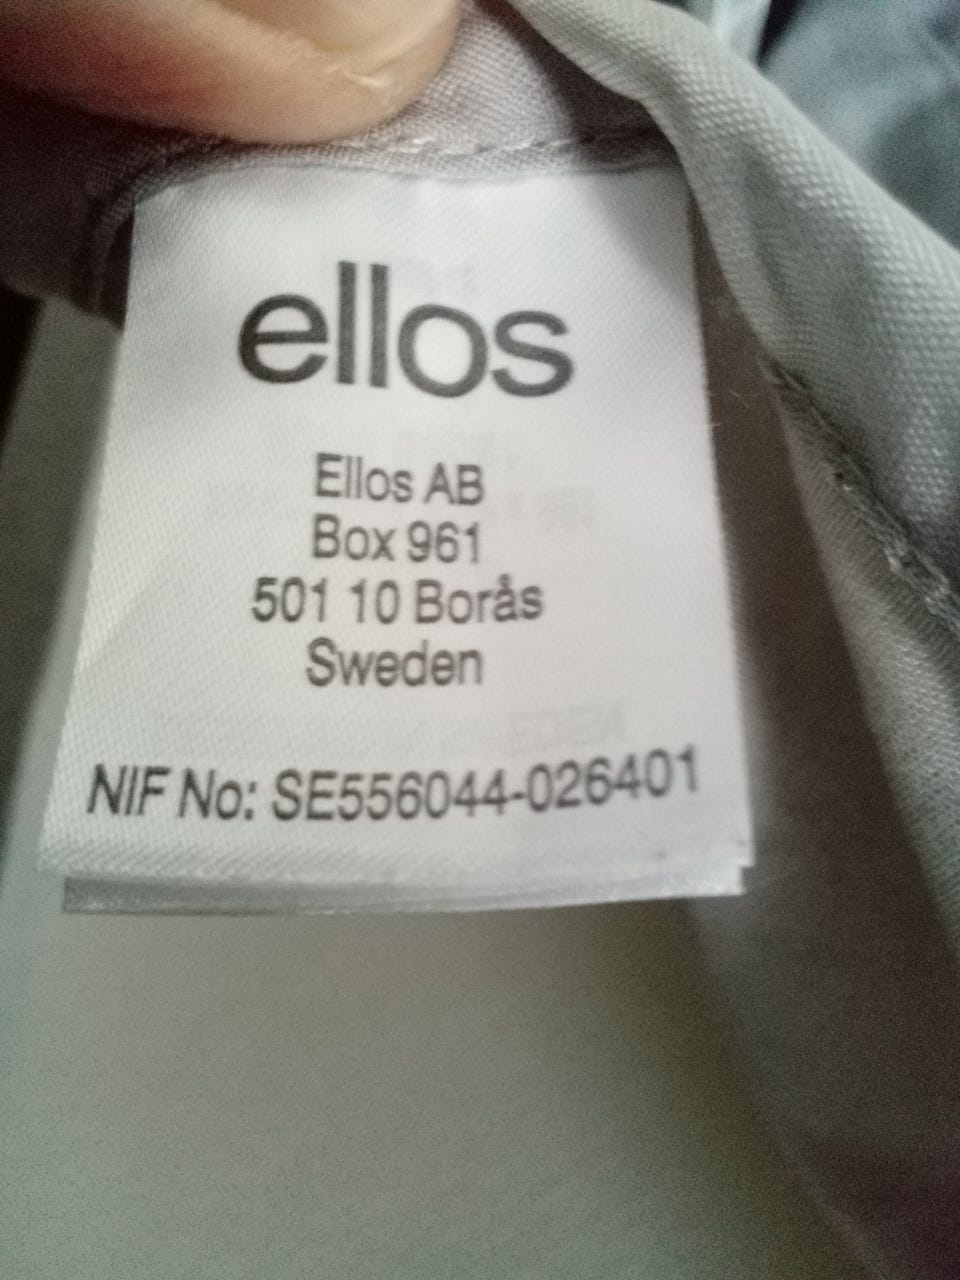 ellos
Ellos AB
Box 961
501 10 Borås
Sweden
NIF No: SE556044-026401